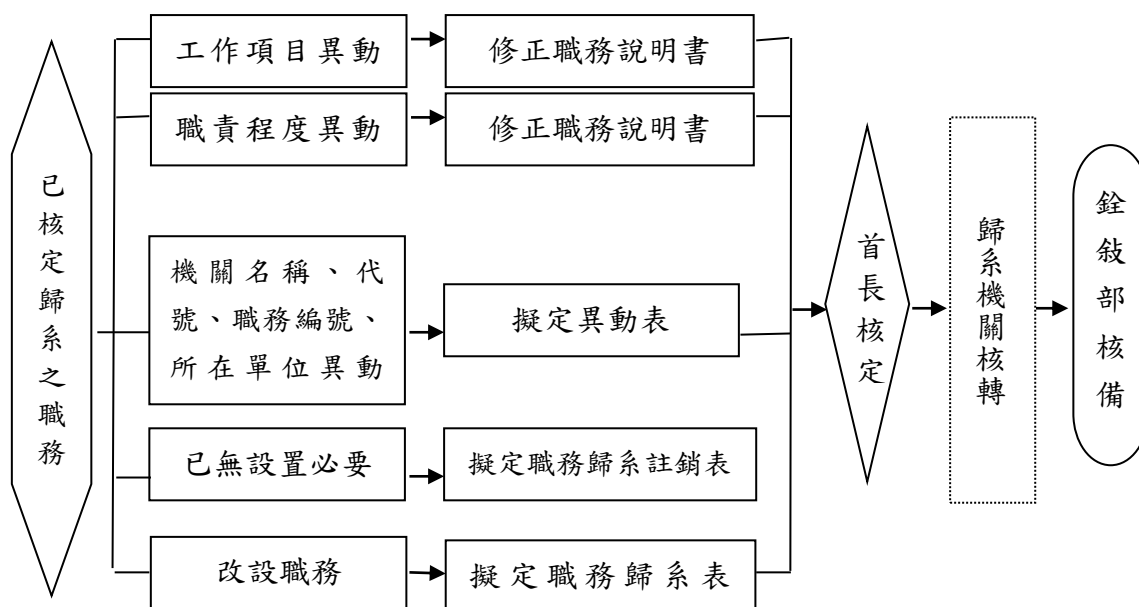 已核定歸系之職務
工作項目異動
修正職務說明書
職責程度異動
修正職務說明書
機關名稱、代
號、職務編號、
所在單位異動
擬定異動表
已無設置必要
擬定職務歸系註銷表
改設職務
擬定職務歸系表
首長核定
歸系機關核轉
銓敍部核備